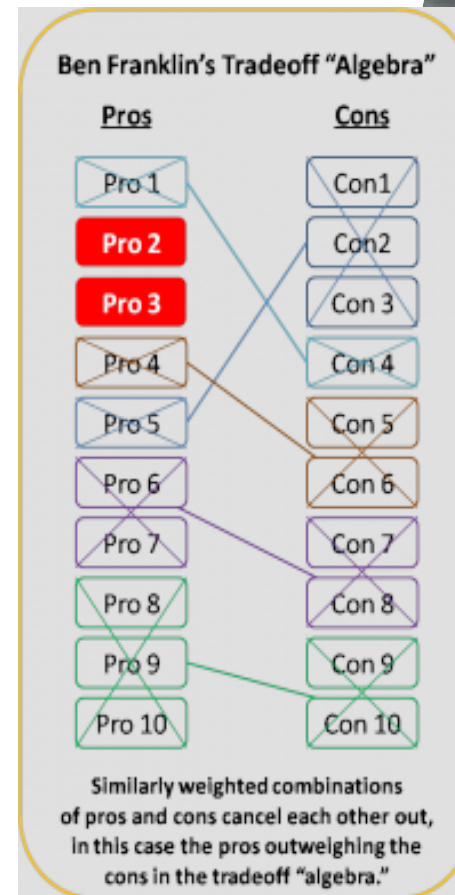 Ben Franklin's Tradeoff “Algebra”
Pros Cons
Pro 1 Con1
Pro 2 Con2
Pro 3 Con 3
Pro 4 Con 4
Pro 5 Con 5
Pro 6 Con 6
Pro 7 Con 7
Pro 8 Con 8
Pro 9 Con 9
Pro 10 Con 10
Similarly weighted combinations
of pros and cons cancel each other out,
in this case the pros outweighing the
cons in the tradeoff “algebra.”